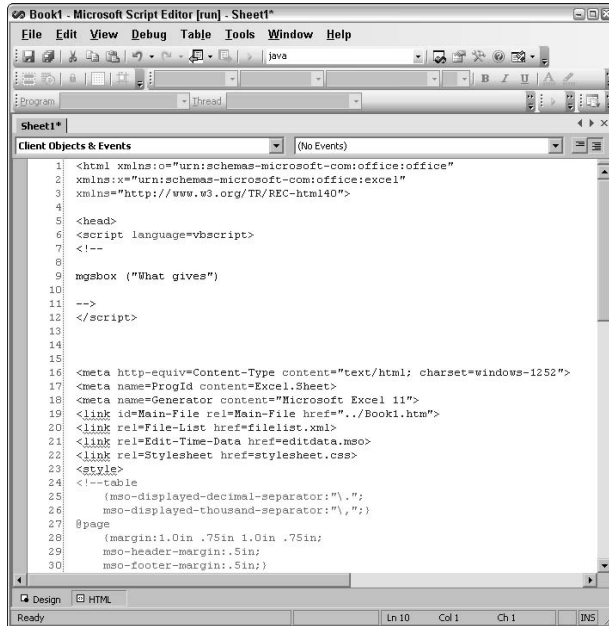 Book1 - Microsoft Script Editor [run] - Sheet1*
File Edit View Debug Table Tools Window Help
java
B I U A
Program Thread
Sheet1*
Client Objects & Events (No Events)
1 <html xmlns:o="urn:schemas-microsoft-com:office:office"
2 xmlns:x="urn:schemas-microsoft-com:office:excel"
3 xmlns="http://www.w3.org/TR/REC-html40">
4
5 <head>
6 <script language=vbscript>
7 <!--
8
9 mgsbox ("What gives")
10
11 -->
12 </script>
13
14
15
16 <meta http-equiv=Content-Type content="text/html; charset=windows-1252">
17 <meta name=ProgId content=Excel.Sheet>
18 <meta name=Generator content="Microsoft Excel 11">
19 <link id=Main-File rel=Main-File href="../Book1.htm">
20 <link rel=File-List href=filelist.xml>
21 <link rel=Edit-Time-Data href=editdata.mso>
22 <link rel=Stylesheet href=stylesheet.css>
23 <style>
24 <!--table
25 {mso-displayed-decimal-separator:"\.";
26 mso-displayed-thousand-separator:"\,";}
27 @page
28 {margin:1.0in .75in 1.0in .75in;
29 mso-header-margin:.5in;
30 mso-footer-margin:.5in;}
Design HTML
Ready Ln 10 Col 1 Ch 1 INS